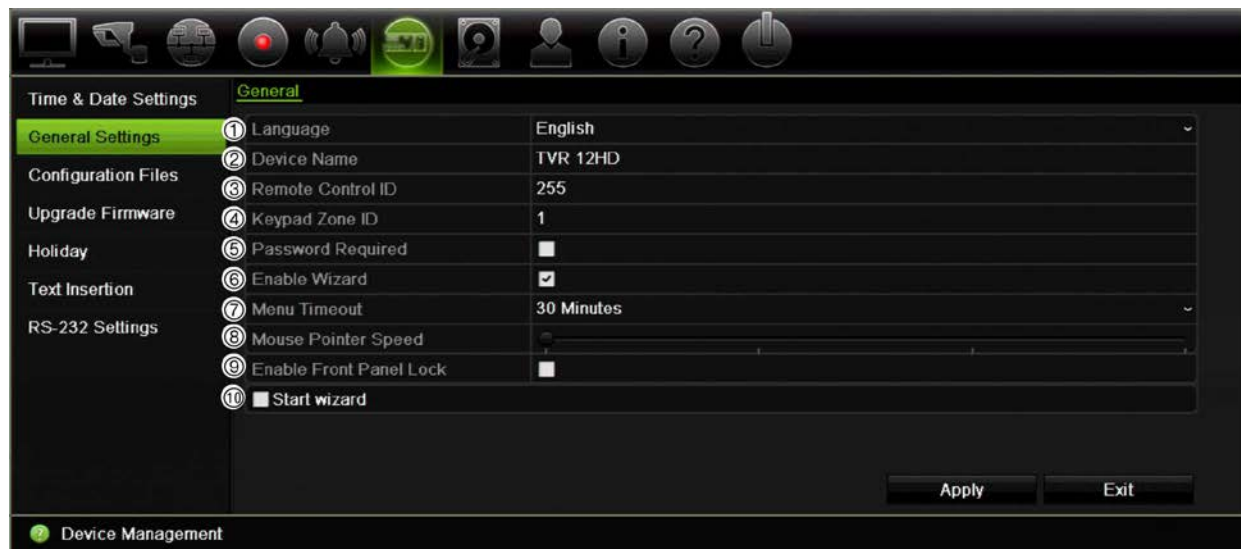 Time & Date Settings
General Settings
Configuration Files
Upgrade Firmware
Holiday
Text Insertion
RS-232 Settings
General
① Language English
② Device Name TVR 12HD
③ Remote Control ID 255
④ Keypad Zone ID 1
⑤ Password Required
⑥ Enable Wizard
⑦ Menu Timeout 30 Minutes
⑧ Mouse Pointer Speed
⑨ Enable Front Panel Lock
⑩ Start wizard
Apply Exit
? Device Management